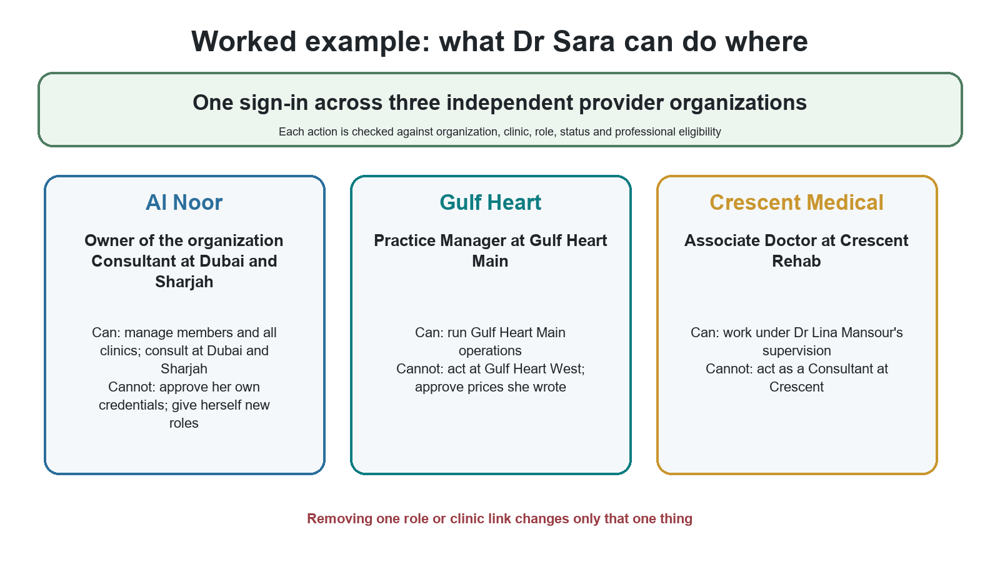 Worked example: what Dr Sara can do where
One sign-in across three independent provider organizations
Each action is checked against organization, clinic, role, status and professional eligibility
Al Noor
Owner of the organization
Consultant at Dubai and
Sharjah
Can: manage members and all
clinics; consult at Dubai and
Sharjah
Cannot: approve her own
credentials; give herself new
roles
Gulf Heart
Practice Manager at Gulf Heart
Main
Can: run Gulf Heart Main
operations
Cannot: act at Gulf Heart West;
approve prices she wrote
Crescent Medical
Associate Doctor at Crescent
Rehab
Can: work under Dr Lina Mansour's
supervision
Cannot: act as a Consultant at
Crescent
Removing one role or clinic link changes only that one thing